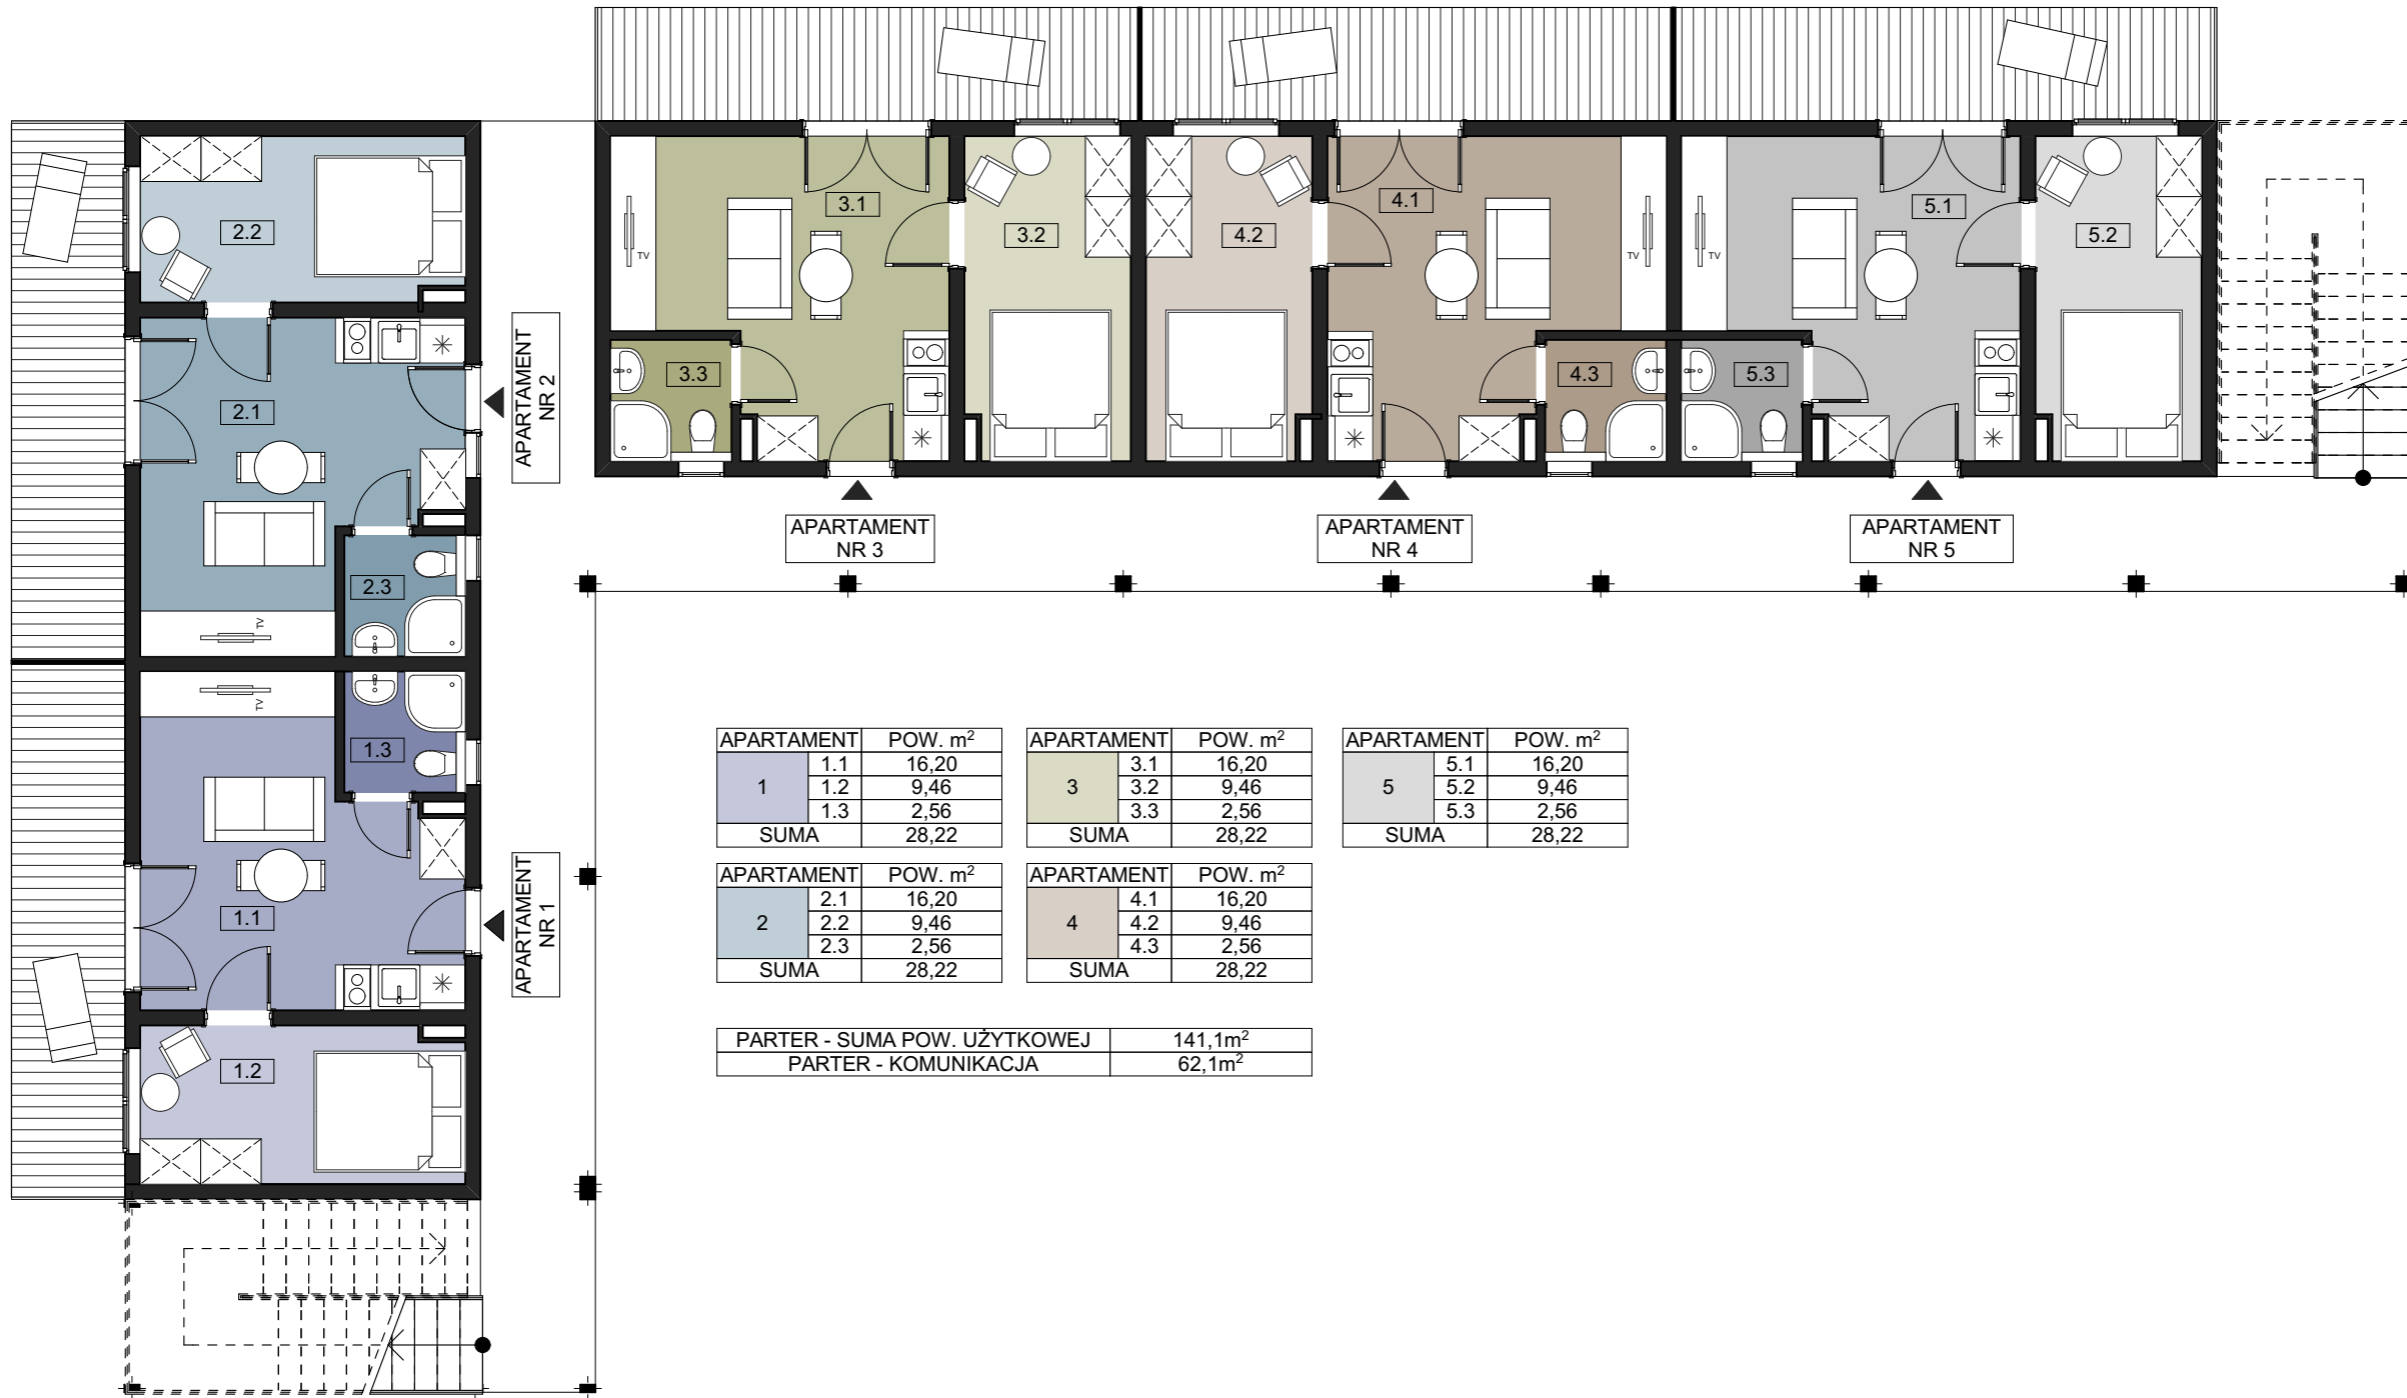 3.1
3.2
4.2
4.1
5.1
5.2
2.2
TV
TV
TV
3.3
4.3
5.3
APARTAMENT
NR 2
2.1
APARTAMENT
NR 3
APARTAMENT
NR 4
APARTAMENT
NR 5
2.3
TV
TV
1.3
1.1
APARTAMENT
NR 1
1.2
APARTAMENT POW. m²
1 1.1 16,20
1.2 9,46
1.3 2,56
SUMA 28,22
APARTAMENT POW. m²
3 3.1 16,20
3.2 9,46
3.3 2,56
SUMA 28,22
APARTAMENT POW. m²
5 5.1 16,20
5.2 9,46
5.3 2,56
SUMA 28,22
APARTAMENT POW. m²
2 2.1 16,20
2.2 9,46
2.3 2,56
SUMA 28,22
APARTAMENT POW. m²
4 4.1 16,20
4.2 9,46
4.3 2,56
SUMA 28,22
PARTER - SUMA POW. UŻYTKOWEJ 141,1m²
PARTER - KOMUNIKACJA 62,1m²